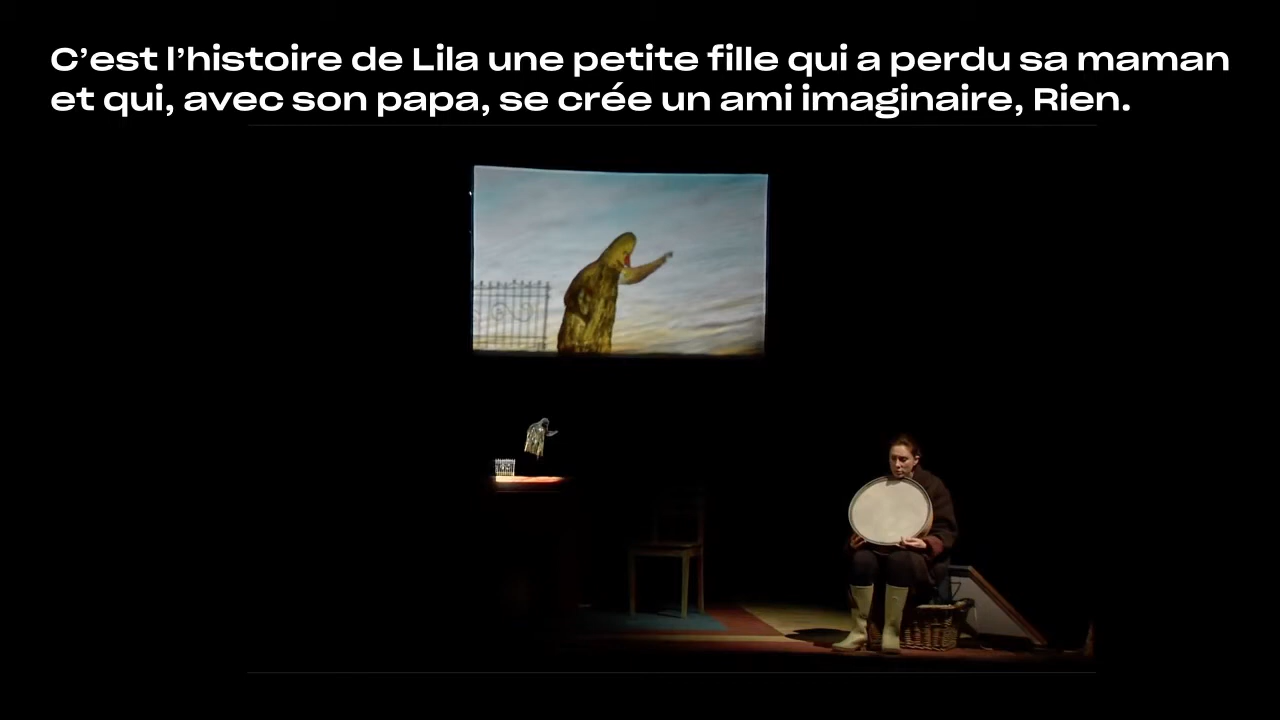 C’est l’histoire de Lila une petite fille qui a perdu sa maman
et qui, avec son papa, se crée un ami imaginaire, Rien.